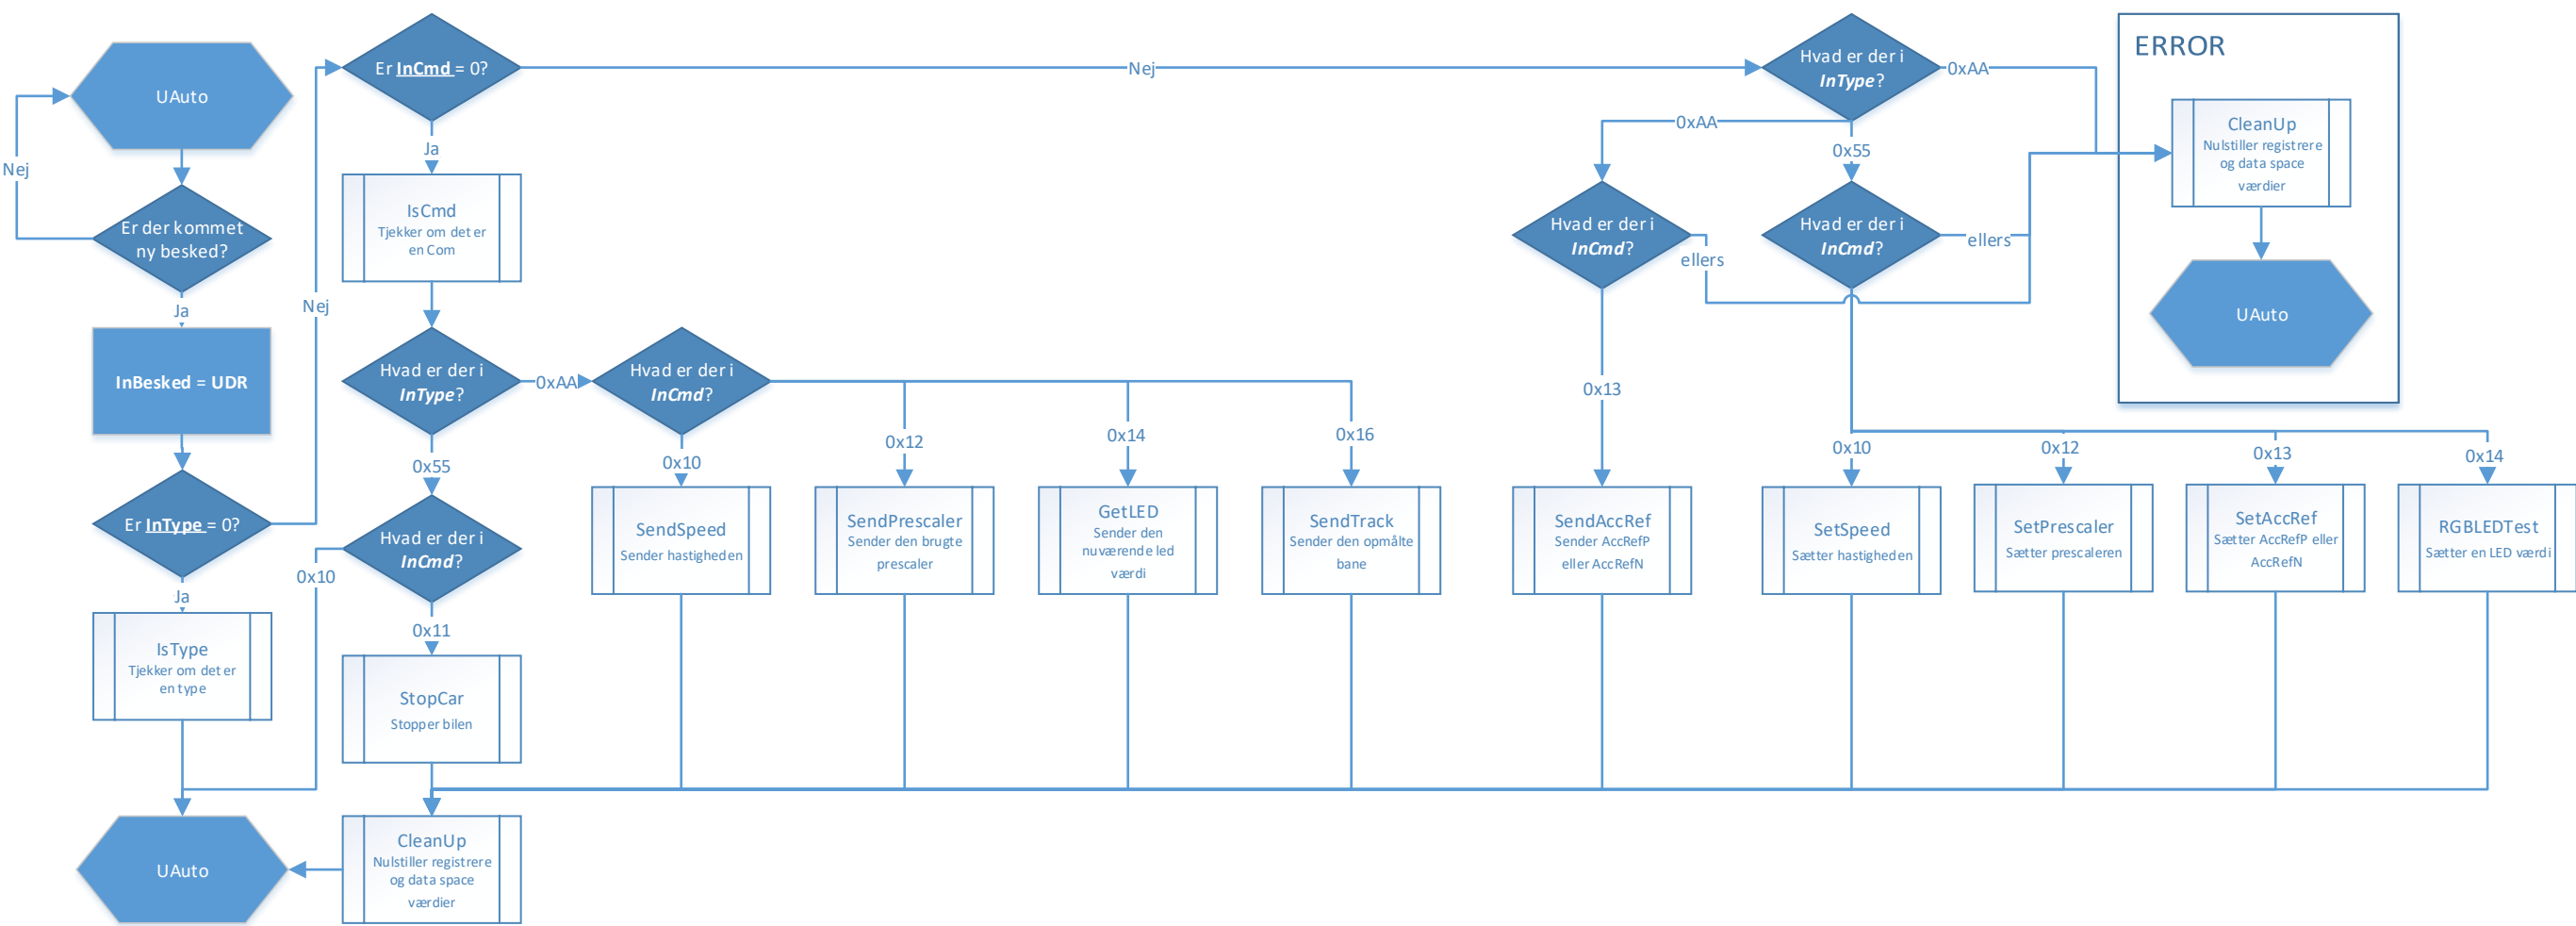 UAuto
Nej
Er der kommet
ny besked?
Ja
InBesked = UDR
Er InType = 0?
Nej
Ja
IsType
Tjekker om det er
en type
UAuto
Er InCmd = 0?
Nej
Ja
IsCmd
Tjekker om det er
en Com
Hvad er der i
InType?
0xAA
0x55
Hvad er der i
InCmd?
0x10
0x11
StopCar
Stopper bilen
CleanUp
Nulstiller registrere
og data space
værdier
Hvad er der i
InCmd?
0x10
0x12
0x14
0x16
SendSpeed
Sender hastigheden
SendPrescaler
Sender den brugte
prescaler
GetLED
Sender den
nuværende led
værdi
SendTrack
Sender den opmålte
bane
Hvad er der i
InType?
0xAA
0xAA
0x55
Hvad er der i
InCmd?
ellers
0x13
Hvad er der i
InCmd?
ellers
SendAccRef
Sender AccRefP
eller AccRefN
0x10
0x12
0x13
0x14
SetSpeed
Sætter hastigheden
SetPrescaler
Sætter prescaleren
SetAccRef
Sætter AccRefP eller
AccRefN
RGBLEDTest
Sætter en LED værdi
ERROR
CleanUp
Nulstiller registrere
og data space
værdier
UAuto